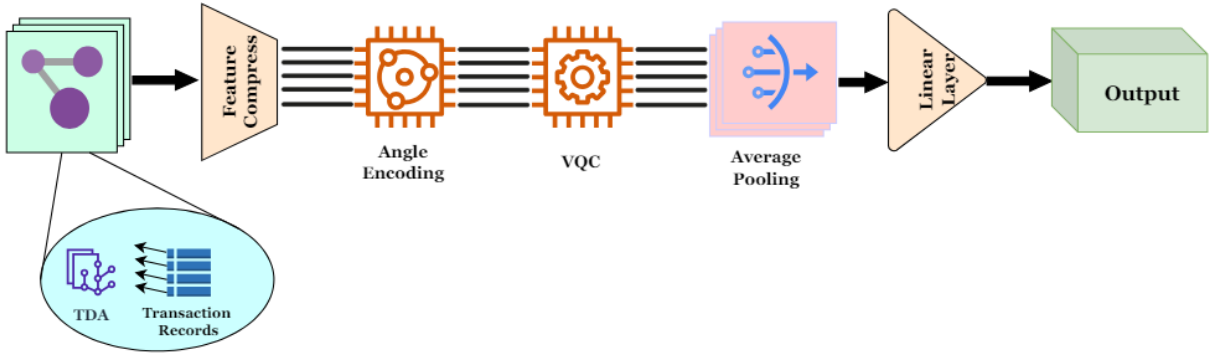 Feature
Compress
Angle
Encoding
VQC
Average
Pooling
Linear
Layer
Output
TDA
Transaction
Records